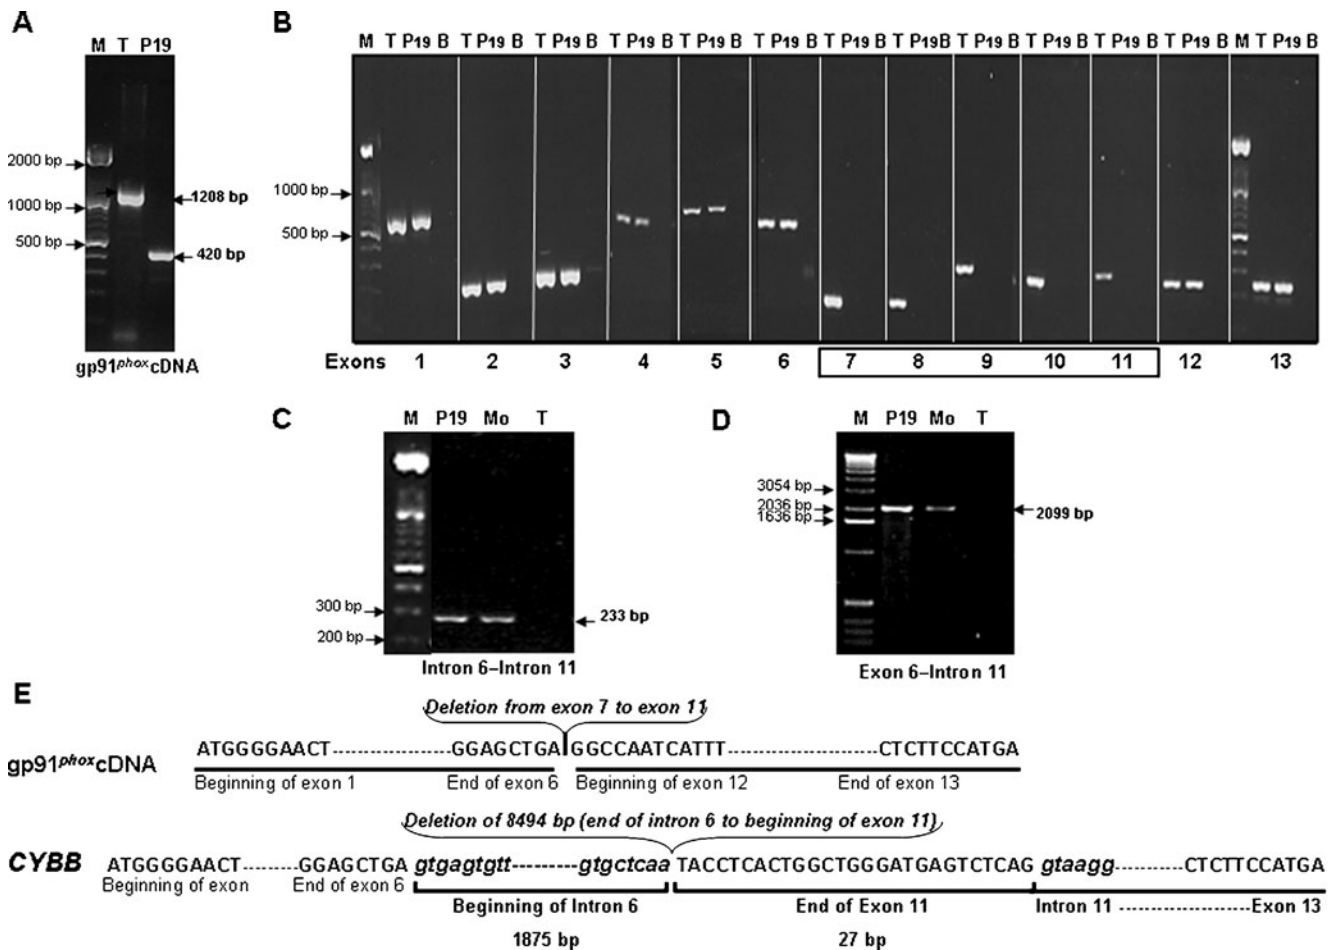 A
M T P19
2000 bp
1000 bp
500 bp
1208 bp
420 bp
gp91phox cDNA
B
M T P19 B T P19 B T P19 B T P19 B T P19 B T P19 B T P19 B T P19 B T P19 B T P19 B T P19 B T P19 B M T P19 B
1000 bp
500 bp
Exons 1 2 3 4 5 6 7 8 9 10 11 12 13
C
M P19 Mo T
300 bp
200 bp
233 bp
Intron 6–Intron 11
D
M P19 Mo T
3054 bp
2036 bp
1636 bp
2099 bp
Exon 6–Intron 11
E
Deletion from exon 7 to exon 11
gp91phox cDNA
ATGGGGAACT--------------------GGAGCTGA GGCCAATCATTT-------------------------CTCTTCCATGA
Beginning of exon 1 End of exon 6 Beginning of exon 12 End of exon 13
Deletion of 8494 bp (end of intron 6 to beginning of exon 11)
CYBB ATGGGGAACT--------GGAGCTGA gtgagtgtt---------gtgctcaa TACCTCACTGGCTGGGATGAGTCTCAG gtaagg-----------CTCTTCCATGA
Beginning of exon End of exon 6
Beginning of Intron 6 End of Exon 11 Intron 11 -----------------Exon 13
1875 bp 27 bp